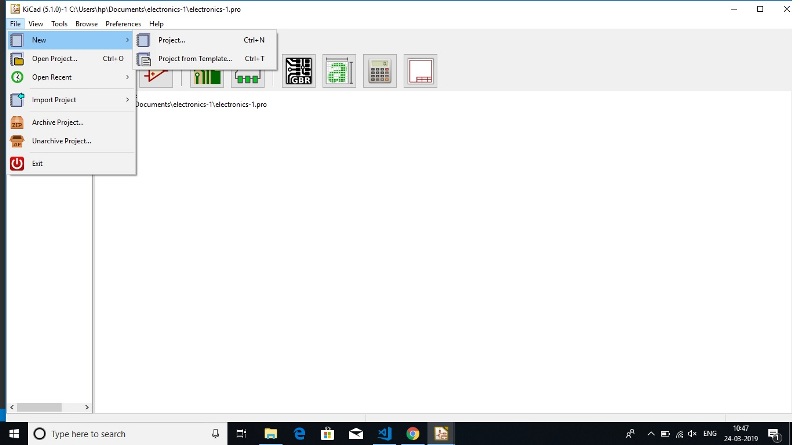 KiCad (5.1.0)-1 C:\Users\hp\Documents\electronics-1\electronics-1.pro
File View Tools Browse Preferences Help
New
Project... Ctrl+N
Open Project... Ctrl+O
Project from Template... Ctrl+T
Open Recent
GBR
a
Import Project
Documents\electronics-1\electronics-1.pro
Archive Project...
ZIP
Unarchive Project...
Exit
Type here to search
ENG
10:47
24-03-2019
1